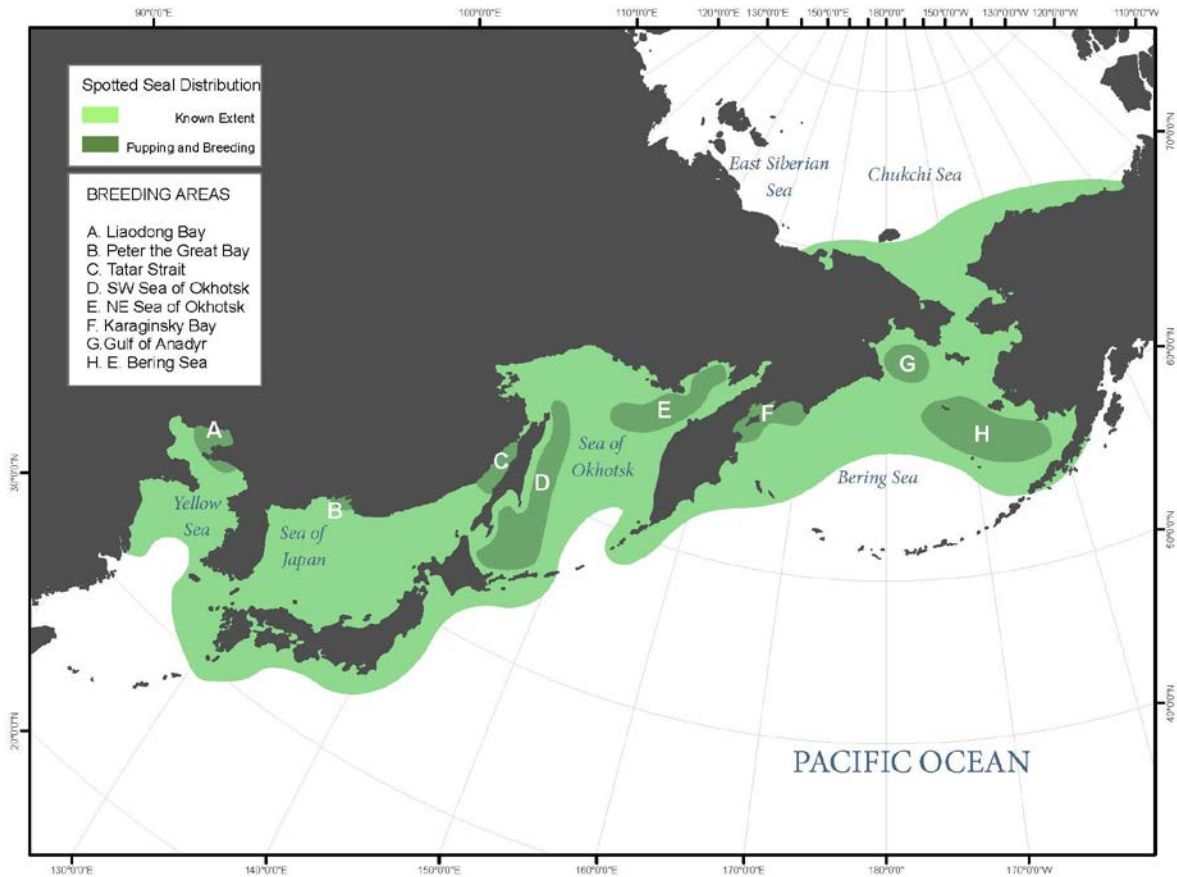 90°0'0"E 100°0'0"E 110°0'0"E 120°0'0"E 130°0'0"E 150°0'0"E 180°0'0" 150°0'0"W 130°0'0"W 120°0'0"W 110°0'0"W
Spotted Seal Distribution
Known Extent
Pupping and Breeding
BREEDING AREAS
A. Liaodong Bay
B. Peter the Great Bay
C. Tatar Strait
D. SW Sea of Okhotsk
E. NE Sea of Okhotsk
F. Karaginsky Bay
G.Gulf of Anadyr
H. E. Bering Sea
East Siberian
Sea
Chukchi Sea
70°0'0"N
60°0'0"N
G
A
E
F
H
Sea of
Okhotsk
C
D
30°0'0"N
Bering Sea
Yellow
Sea
B
Sea of
Japan
50°0'0"N
40°0'0"N
20°0'0"N
PACIFIC OCEAN
130°0'0"E 140°0'0"E 150°0'0"E 160°0'0"E 170°0'0"E 180°0'0" 170°0'0"W